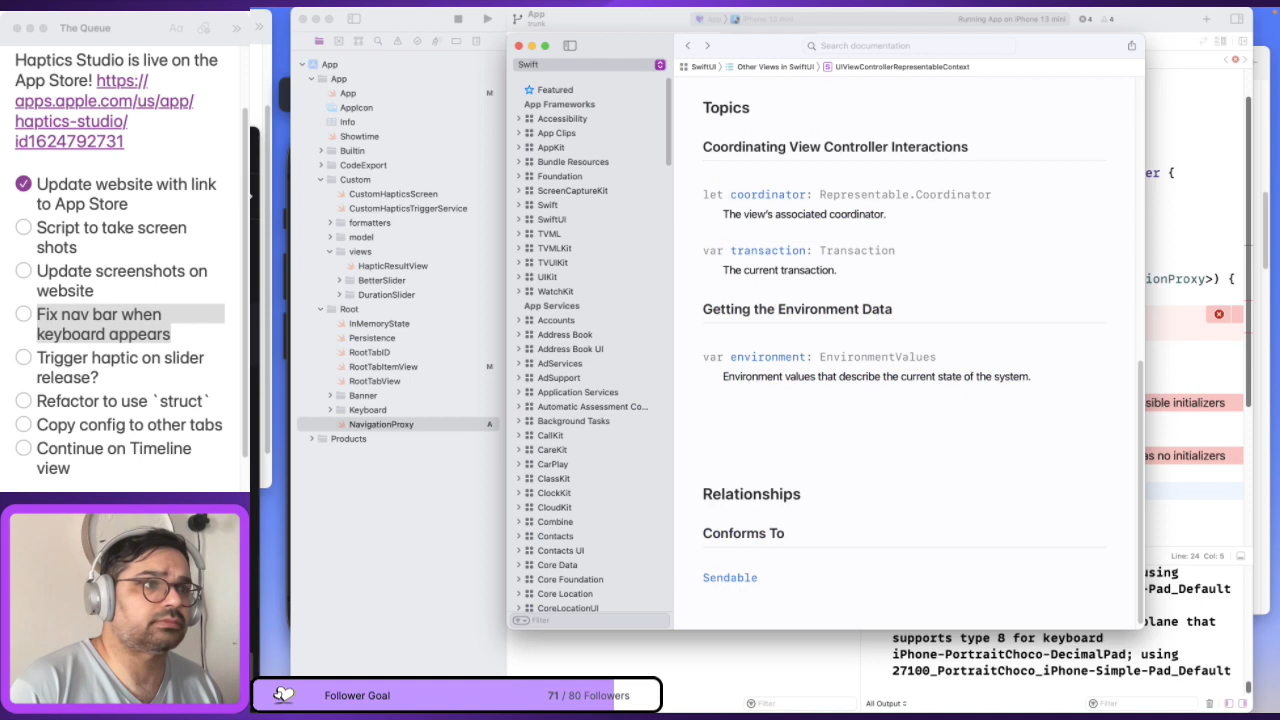 The Queue
Haptics Studio is live on the
App Store! https://
apps.apple.com/us/app/
haptics-studio/
id1624792731
Update website with link
to App Store
Script to take screen
shots
Update screenshots on
website
Fix nav bar when
keyboard appears
Trigger haptic on slider
release?
Refactor to use `struct`
Copy config to other tabs
Continue on Timeline
view
App
trunk
App
iPhone 13 mini
Running App on iPhone 13 mini
4
4
App
App
App
M
AppIcon
Info
Showtime
Builtin
CodeExport
Custom
CustomHapticsScreen
CustomHapticsTriggerService
formatters
model
views
HapticResultView
BetterSlider
DurationSlider
Root
InMemoryState
Persistence
RootTabID
RootTabItemView
M
RootTabView
Banner
Keyboard
NavigationProxy
A
Products
Swift
Featured
App Frameworks
Accessibility
App Clips
AppKit
Bundle Resources
Foundation
ScreenCaptureKit
Swift
SwiftUI
TVML
TVMLKit
TVUIKit
UIKit
WatchKit
App Services
Accounts
Address Book
Address Book UI
AdServices
AdSupport
Application Services
Automatic Assessment Co...
Background Tasks
CallKit
CareKit
CarPlay
ClassKit
ClockKit
CloudKit
Combine
Contacts
Contacts UI
Core Data
Core Foundation
Core Location
CoreLocationUI
Filter
Search documentation
SwiftUI
Other Views in SwiftUI
S
UIViewControllerRepresentableContext
Topics
Coordinating View Controller Interactions
let coordinator: Representable.Coordinator
The view's associated coordinator.
var transaction: Transaction
The current transaction.
Getting the Environment Data
var environment: EnvironmentValues
Environment values that describe the current state of the system.
Relationships
Conforms To
Sendable
er {
ionProxy>) {
sible initializers
as no initializers
Line: 24 Col: 5
using
Pad_Default
plane that
supports type 8 for keyboard
iPhone-PortraitChoco-DecimalPad; using
27100_PortraitChoco_iPhone-Simple-Pad_Default
Filter
All Output
Filter
Follower Goal
71 / 80 Followers